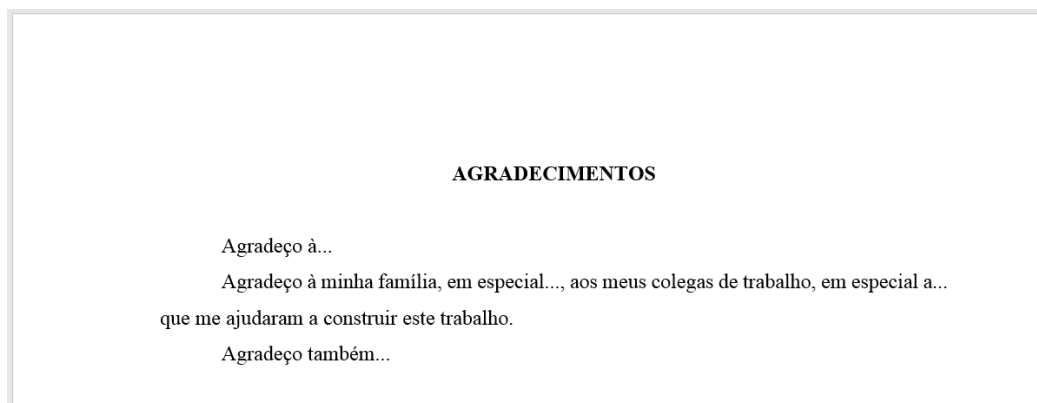 AGRADECIMENTOS
Agradeço à...
Agradeço à minha família, em especial..., aos meus colegas de trabalho, em especial a...
que me ajudaram a construir este trabalho.
Agradeço também...